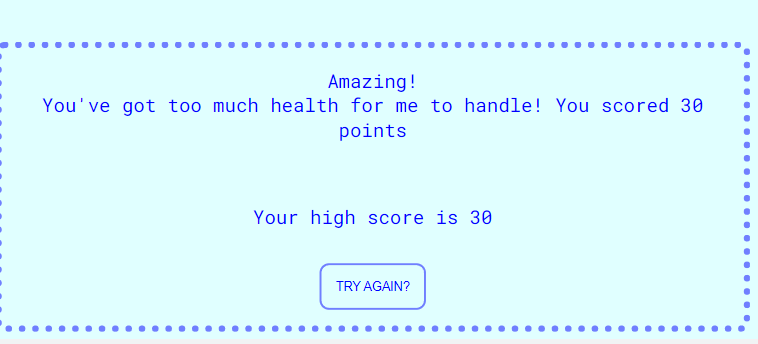 Amazing!
You've got too much health for me to handle! You scored 30
points
Your high score is 30
TRY AGAIN?